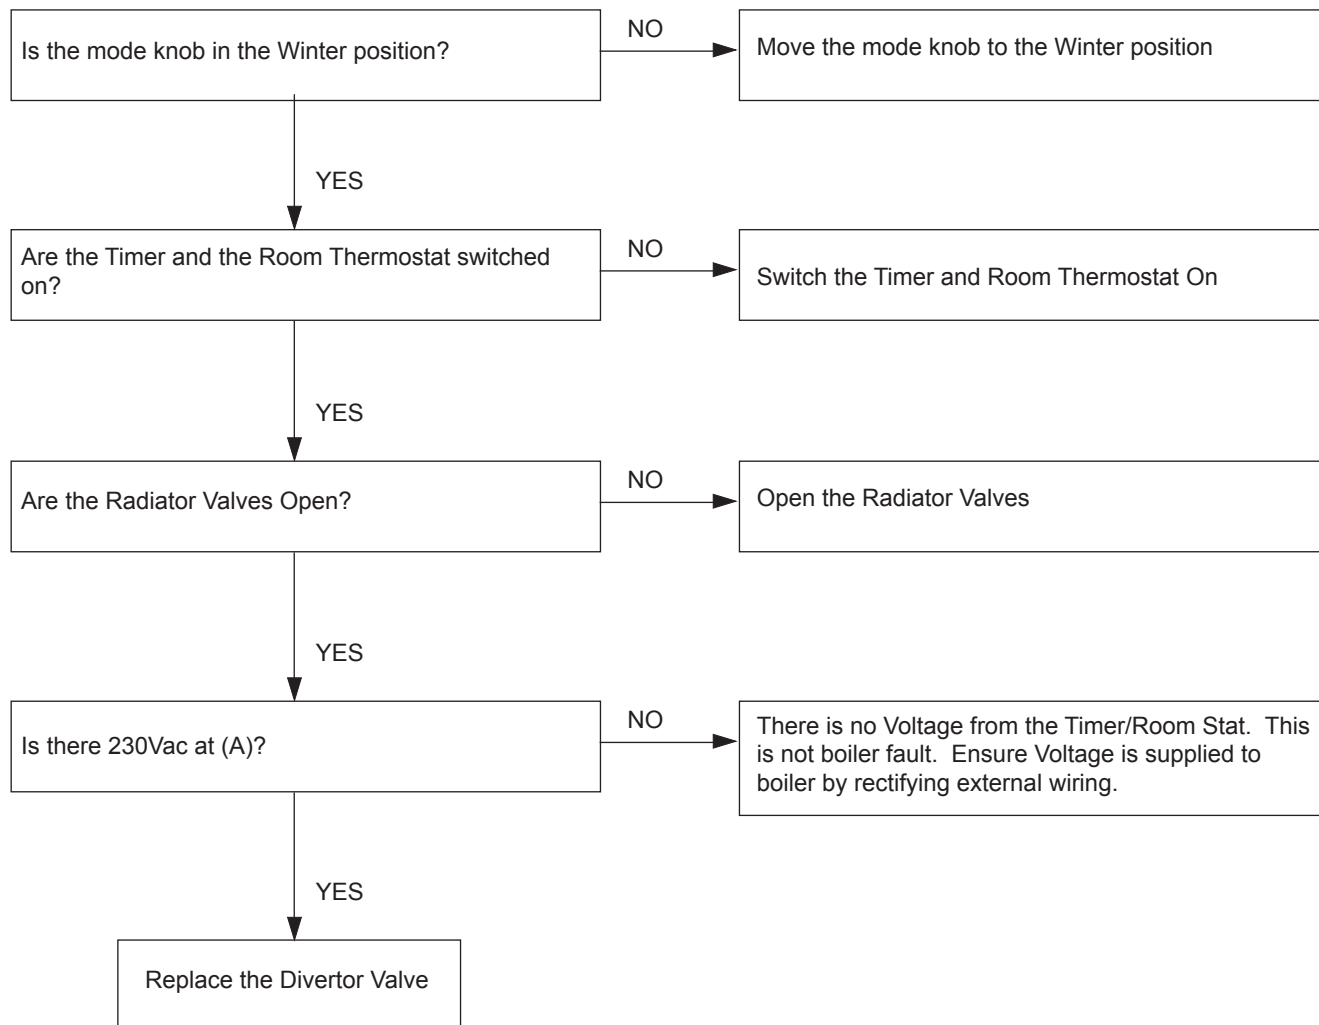 Is the mode knob in the Winter position?
NO
Move the mode knob to the Winter position
YES
Are the Timer and the Room Thermostat switched
on?
NO
Switch the Timer and Room Thermostat On
YES
Are the Radiator Valves Open?
NO
Open the Radiator Valves
YES
Is there 230Vac at (A)?
NO
There is no Voltage from the Timer/Room Stat.  This
is not boiler fault.  Ensure Voltage is supplied to
boiler by rectifying external wiring.
YES
Replace the Divertor Valve